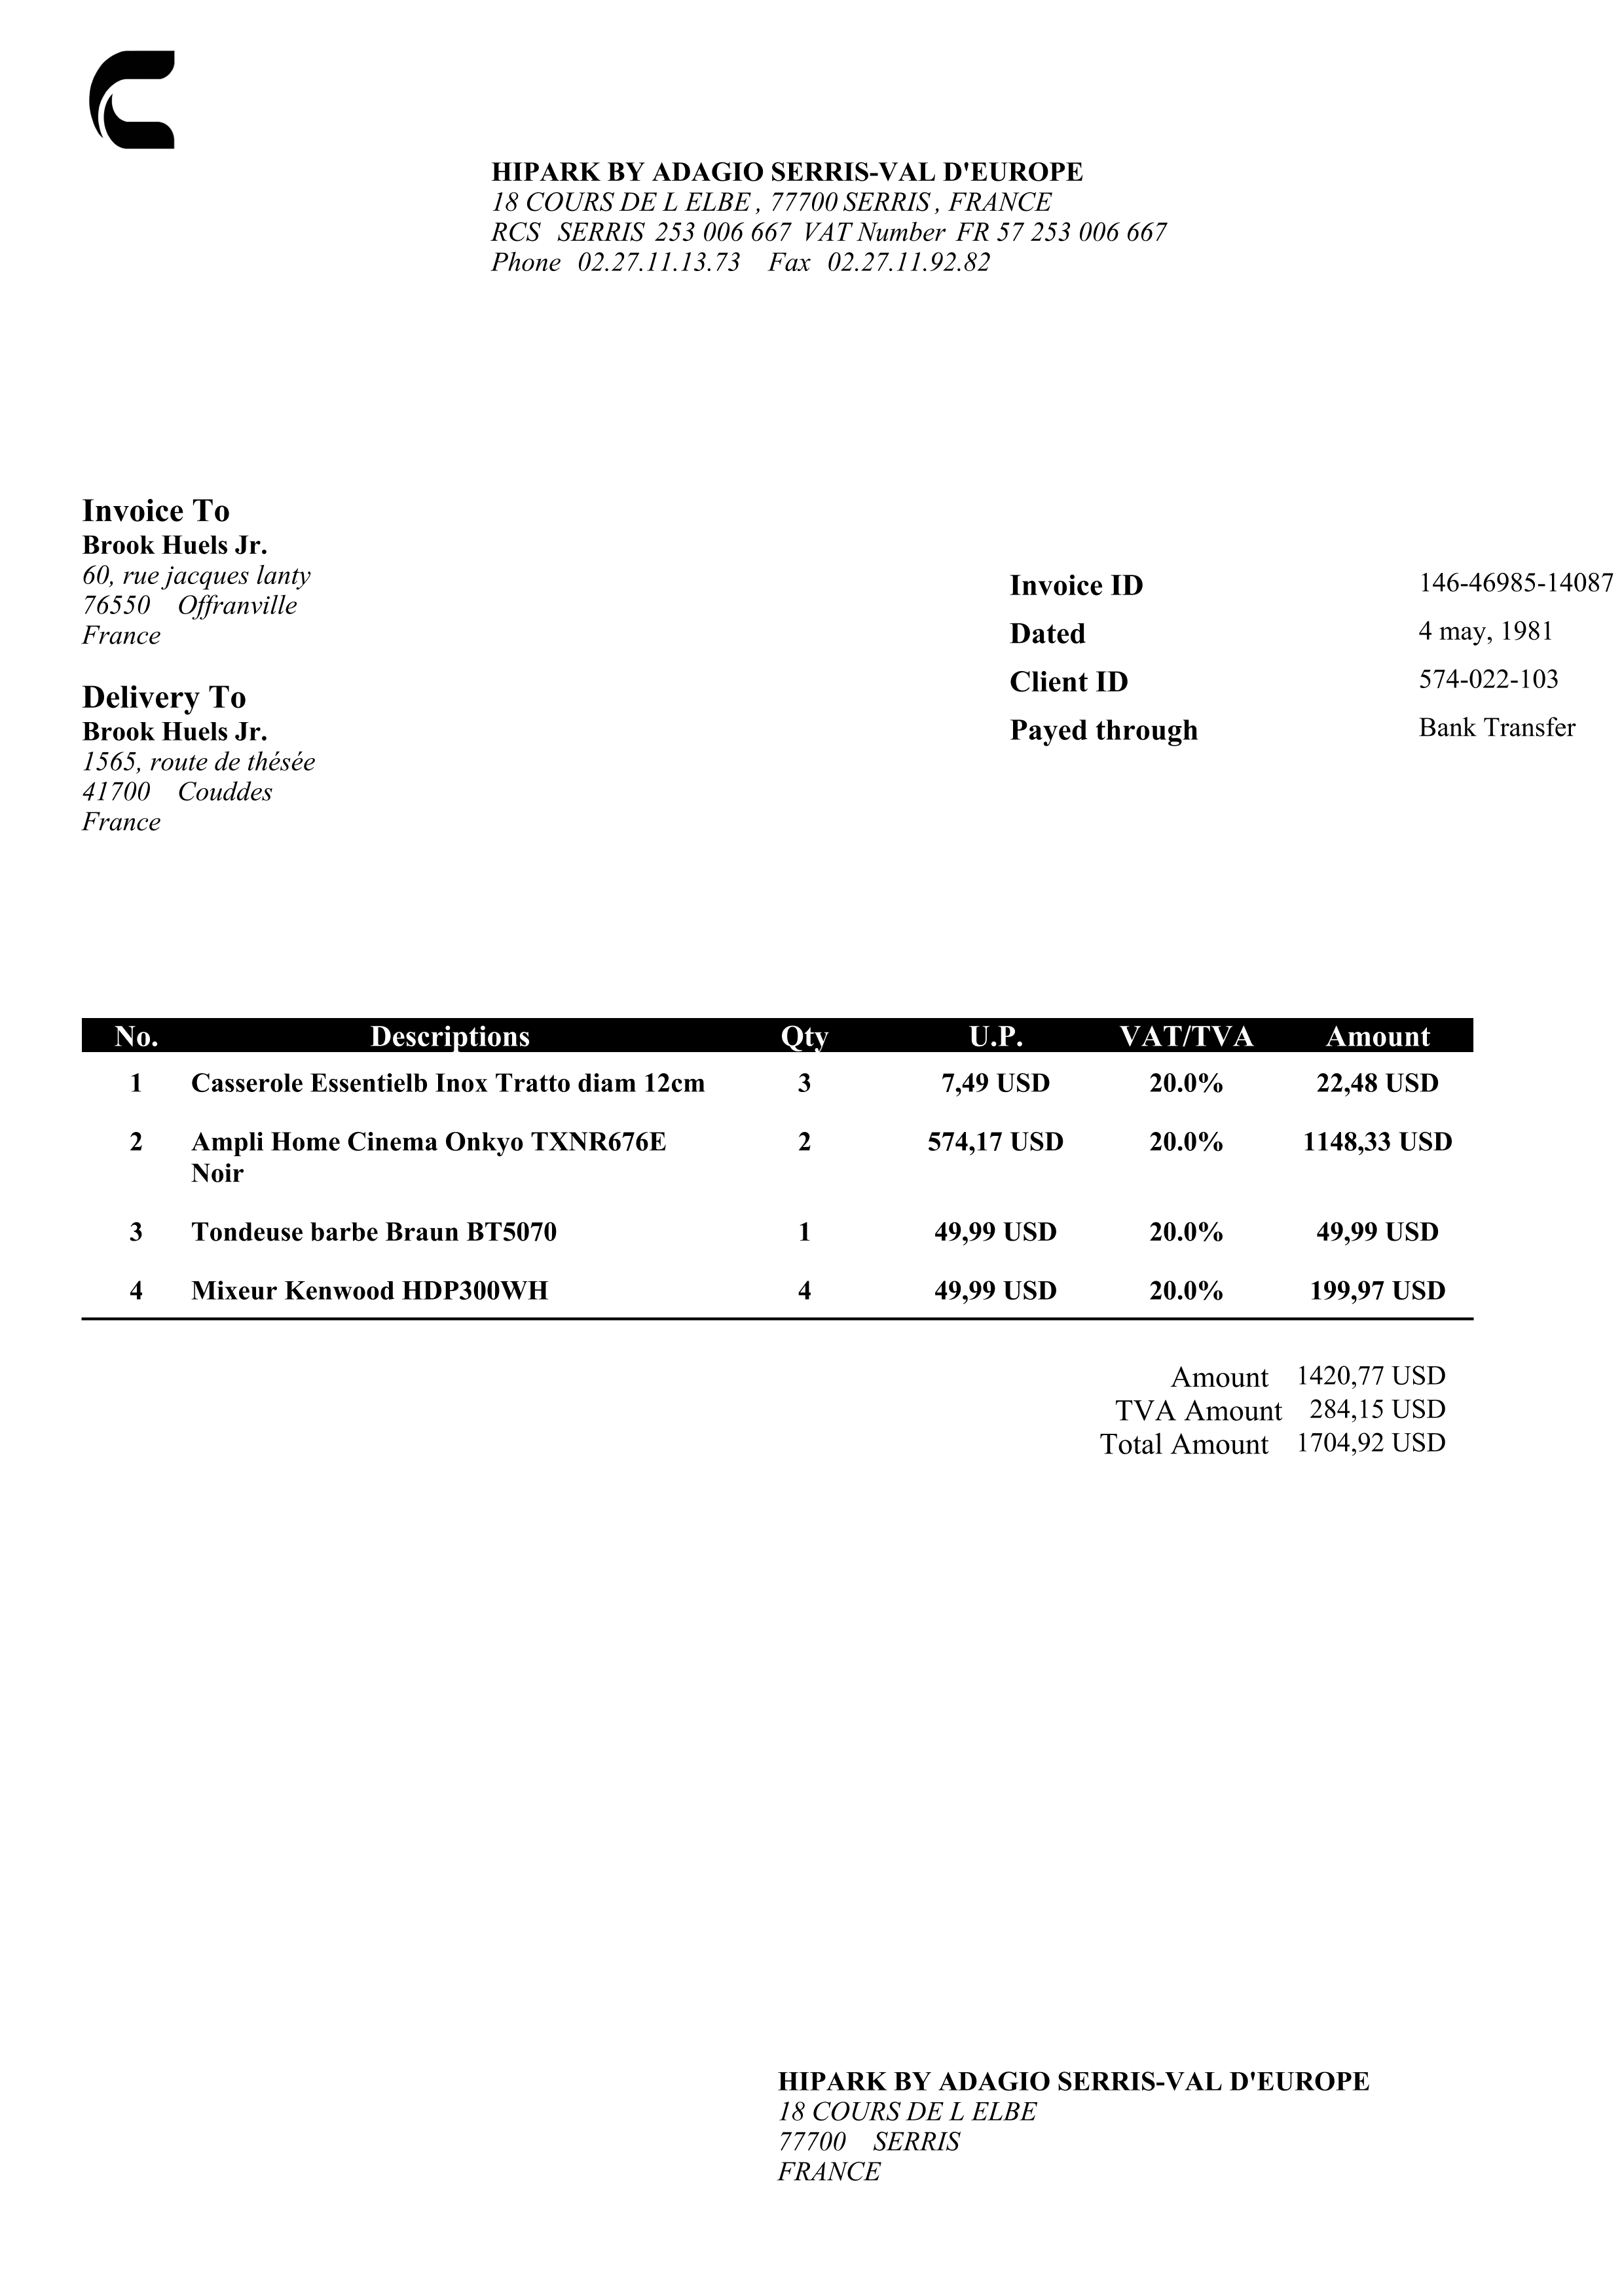 HIPARK BY ADAGIO SERRIS-VAL D'EUROPE
18 COURS DE L ELBE , 77700 SERRIS , FRANCE
RCS SERRIS 253 006 667 VAT Number FR 57 253 006 667
Phone 02.27.11.13.73 Fax 02.27.11.92.82
Invoice To
Brook Huels Jr.
60, rue jacques lanty
76550 Offranville
France
Delivery To
Brook Huels Jr.
1565, route de thésée
41700 Couddes
France
Invoice ID 146-46985-14087
Dated 4 may, 1981
Client ID 574-022-103
Payed through Bank Transfer
No. Descriptions Qty U.P. VAT/TVA Amount
1 Casserole Essentielb Inox Tratto diam 12cm 3 7,49 USD 20.0% 22,48 USD
2 Ampli Home Cinema Onkyo TXNR676E 2 574,17 USD 20.0% 1148,33 USD
Noir
3 Tondeuse barbe Braun BT5070 1 49,99 USD 20.0% 49,99 USD
4 Mixeur Kenwood HDP300WH 4 49,99 USD 20.0% 199,97 USD
Amount 1420,77 USD
TVA Amount 284,15 USD
Total Amount 1704,92 USD
HIPARK BY ADAGIO SERRIS-VAL D'EUROPE
18 COURS DE L ELBE
77700 SERRIS
FRANCE